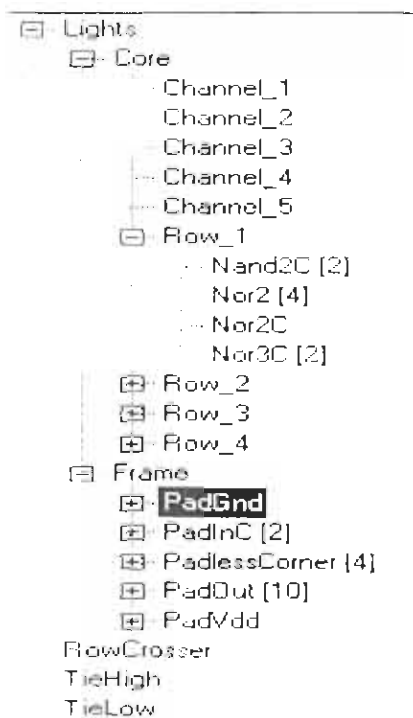 Lights
Core
Channel_1
Channel_2
Channel_3
Channel_4
Channel_5
Row_1
Nand2C [2]
Nor2 [4]
Nor2C
Nor3C [2]
Row_2
Row_3
Row_4
Frame
PadGnd
PadInC [2]
PadlessCorner [4]
PadOut [10]
PadVdd
RowCrosser
TieHigh
TieLow